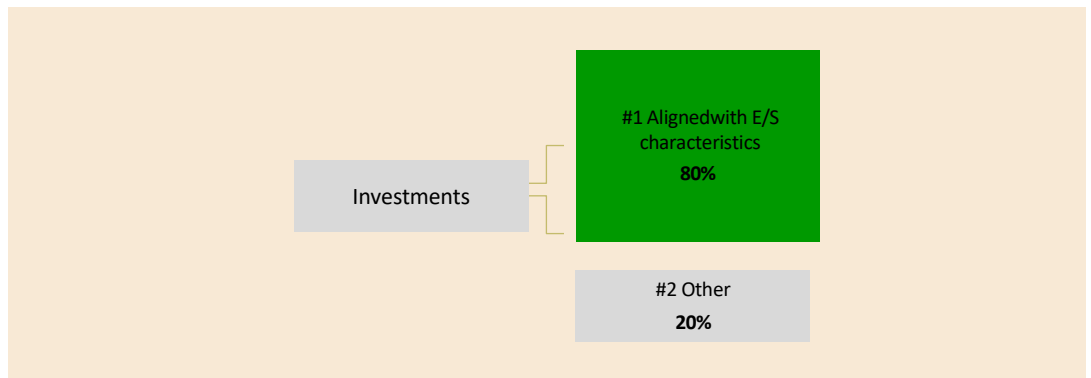 #1 Alignedwith E/S
characteristics
80%
Investments
#2 Other
20%